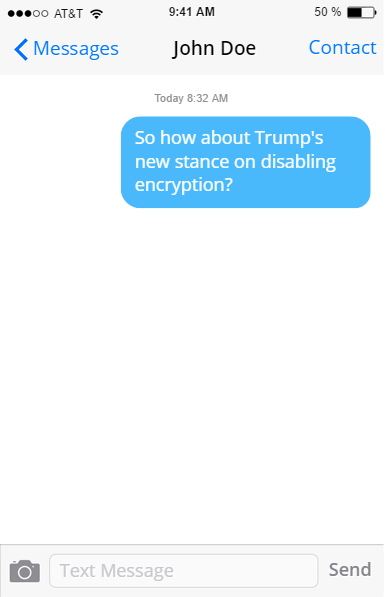 AT&T 9:41 AM 50 %
Messages John Doe Contact
Today 8:32 AM
So how about Trump's
new stance on disabling
encryption?
Text Message Send